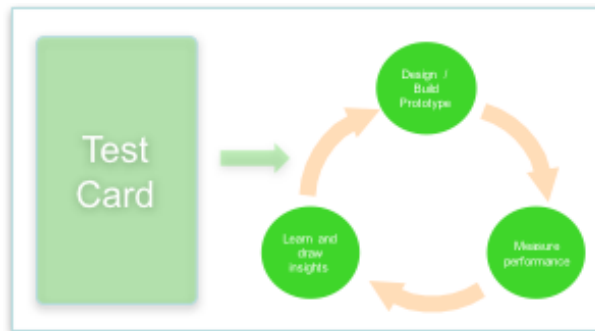 Test
Card
Design /
Build
Prototype
Measure
performance
Learn and
draw
insights